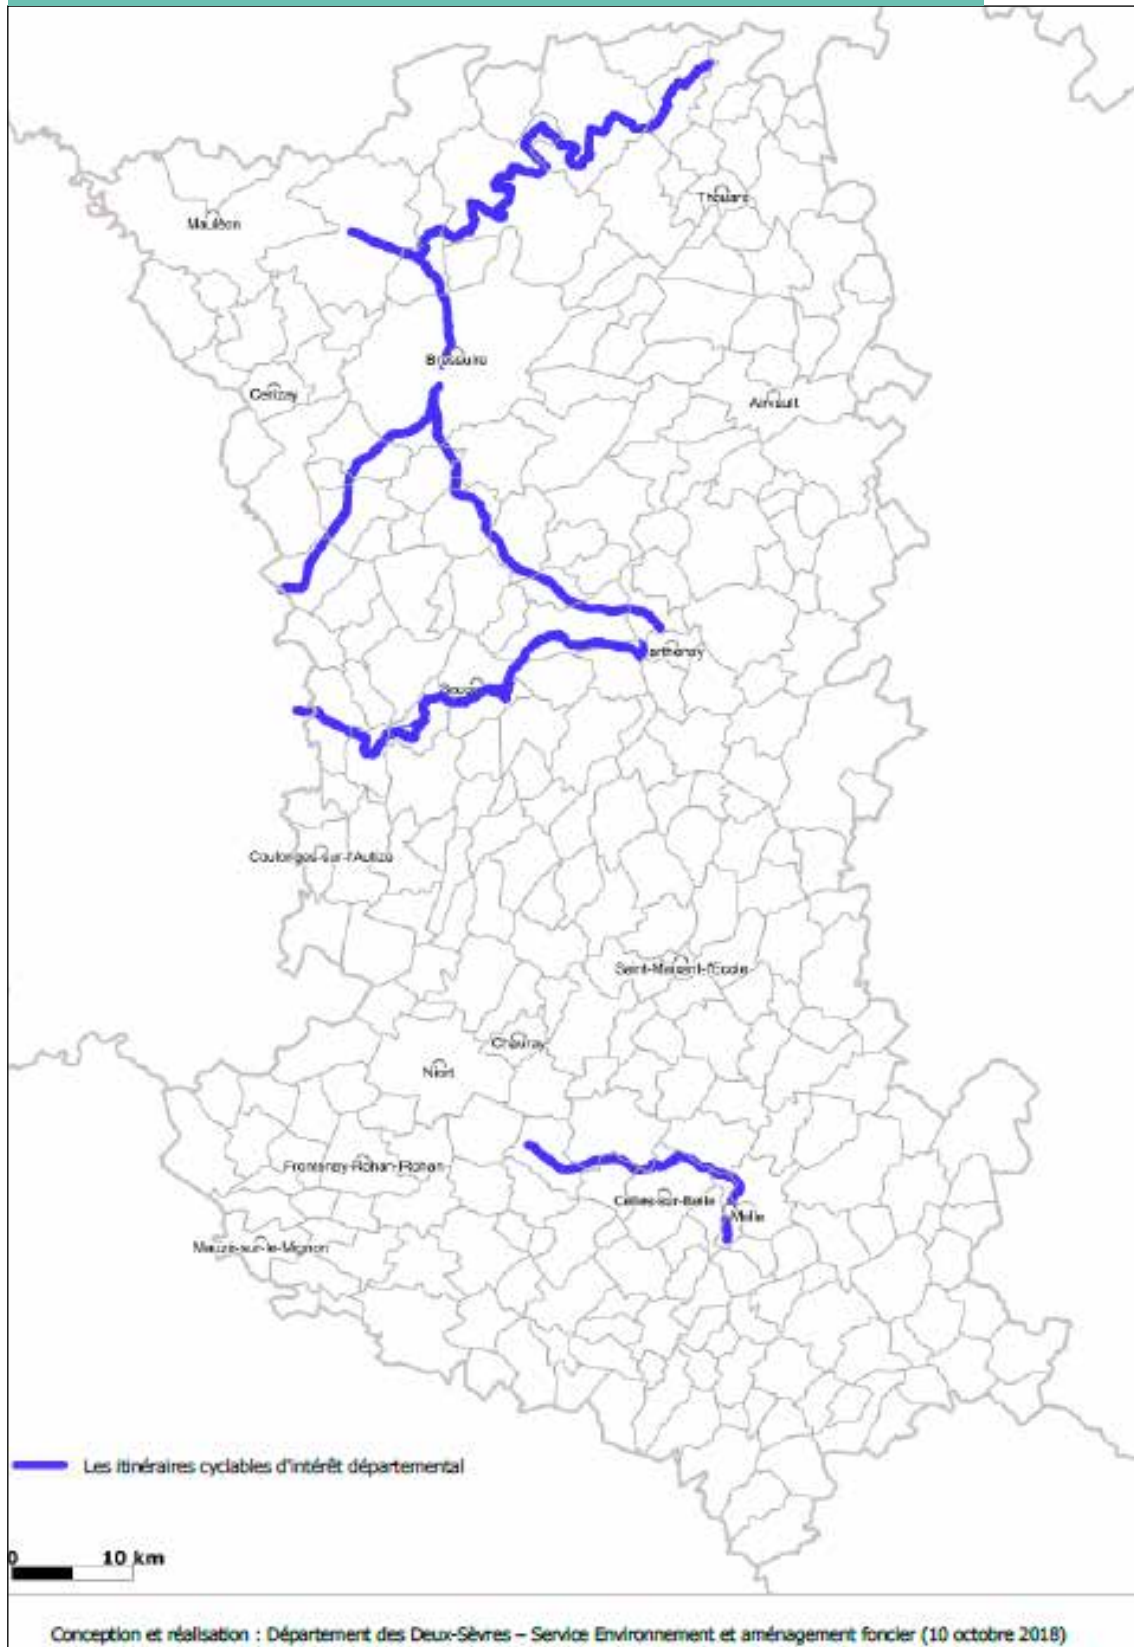 Thouars
Mauléon
Bressuire
Cerizay
Airvault
Parthenay
Coulonges-sur-l'Autize
Saint-Maixent-l'Ecole
Chauray
Niort
Frontenay-Rohan-Rohan
Celles-sur-Belle
Melle
Mauzé-sur-le-Mignon
Les itinéraires cyclables d'intérêt départemental
0 10 km
Conception et réalisation : Département des Deux-Sèvres – Service Environnement et aménagement foncier (10 octobre 2018)